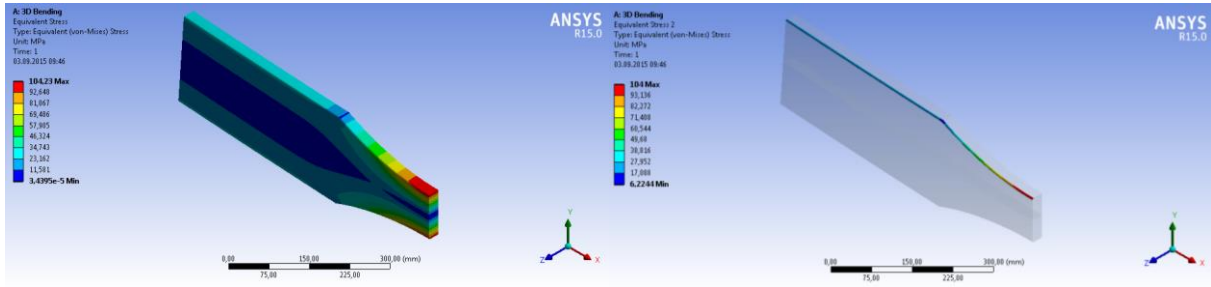 A: 3D Bending
Equivalent Stress
Type: Equivalent (von-Mises) Stress
Unit: MPa
Time: 1
03.09.2015 09:46
104,23 Max
92,648
81,067
69,486
57,905
46,324
34,743
23,162
11,581
3,4395e-5 Min
ANSYS
R15.0
0,00
150,00
300,00 (mm)
75,00
225,00
Y
Z
X
A: 3D Bending
Equivalent Stress 2
Type: Equivalent (von-Mises) Stress
Unit: MPa
Time: 1
03.09.2015 09:46
104 Max
93,136
82,272
71,408
60,544
49,68
38,816
27,952
17,088
6,2244 Min
ANSYS
R15.0
0,00
150,00
300,00 (mm)
75,00
225,00
Y
Z
X